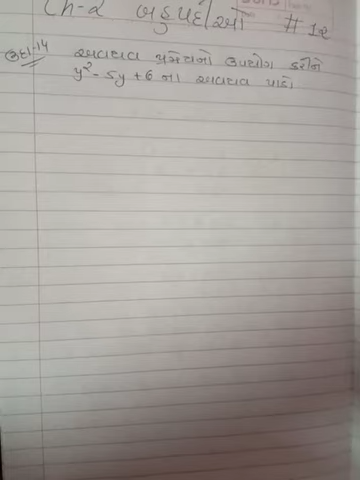 Ch-2 બહુપદીઓ # 12
ઉદા-14 અવયવ પ્રમેયનો ઉપયોગ કરીને
y² - 5y + 6 ના અવયવ પાડો